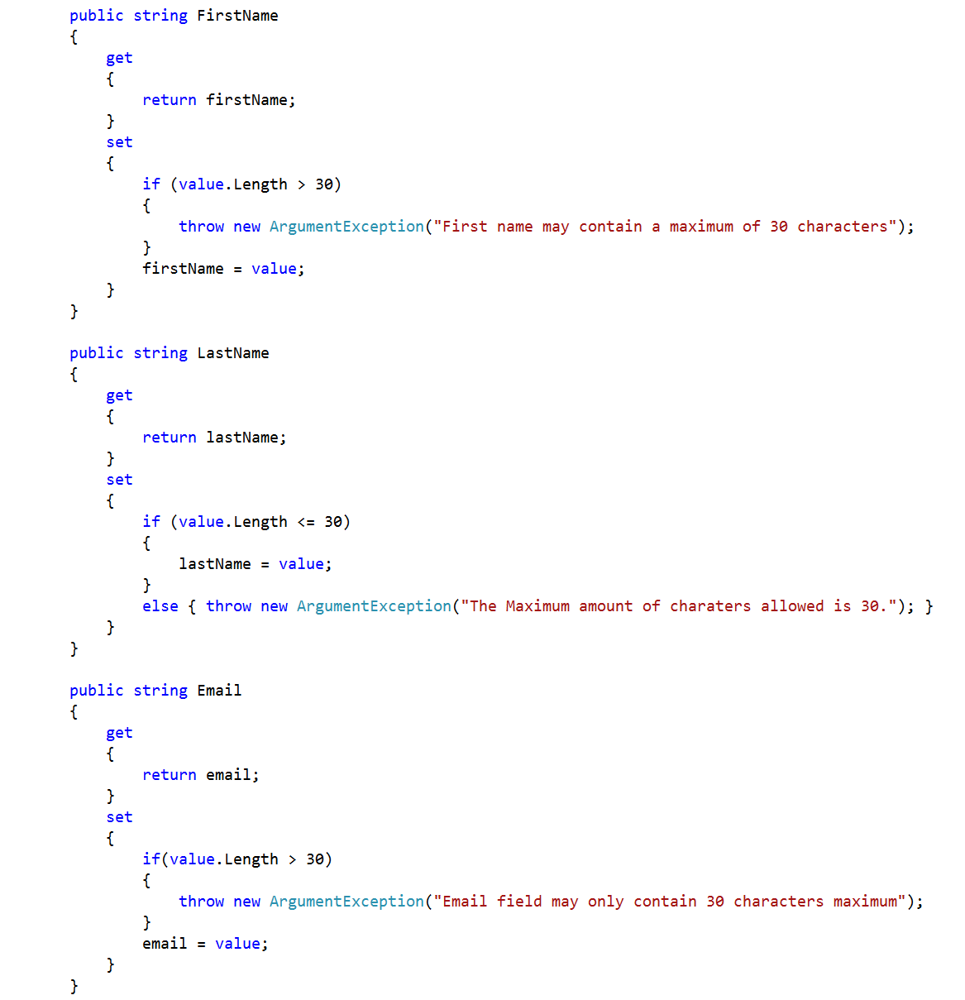 public string FirstName
{
    get
    {
        return firstName;
    }
    set
    {
        if (value.Length > 30)
        {
            throw new ArgumentException("First name may contain a maximum of 30 characters");
        }
        firstName = value;
    }
}

public string LastName
{
    get
    {
        return lastName;
    }
    set
    {
        if (value.Length <= 30)
        {
            lastName = value;
        }
        else { throw new ArgumentException("The Maximum amount of charaters allowed is 30."); }
    }
}

public string Email
{
    get
    {
        return email;
    }
    set
    {
        if(value.Length > 30)
        {
            throw new ArgumentException("Email field may only contain 30 characters maximum");
        }
        email = value;
    }
}